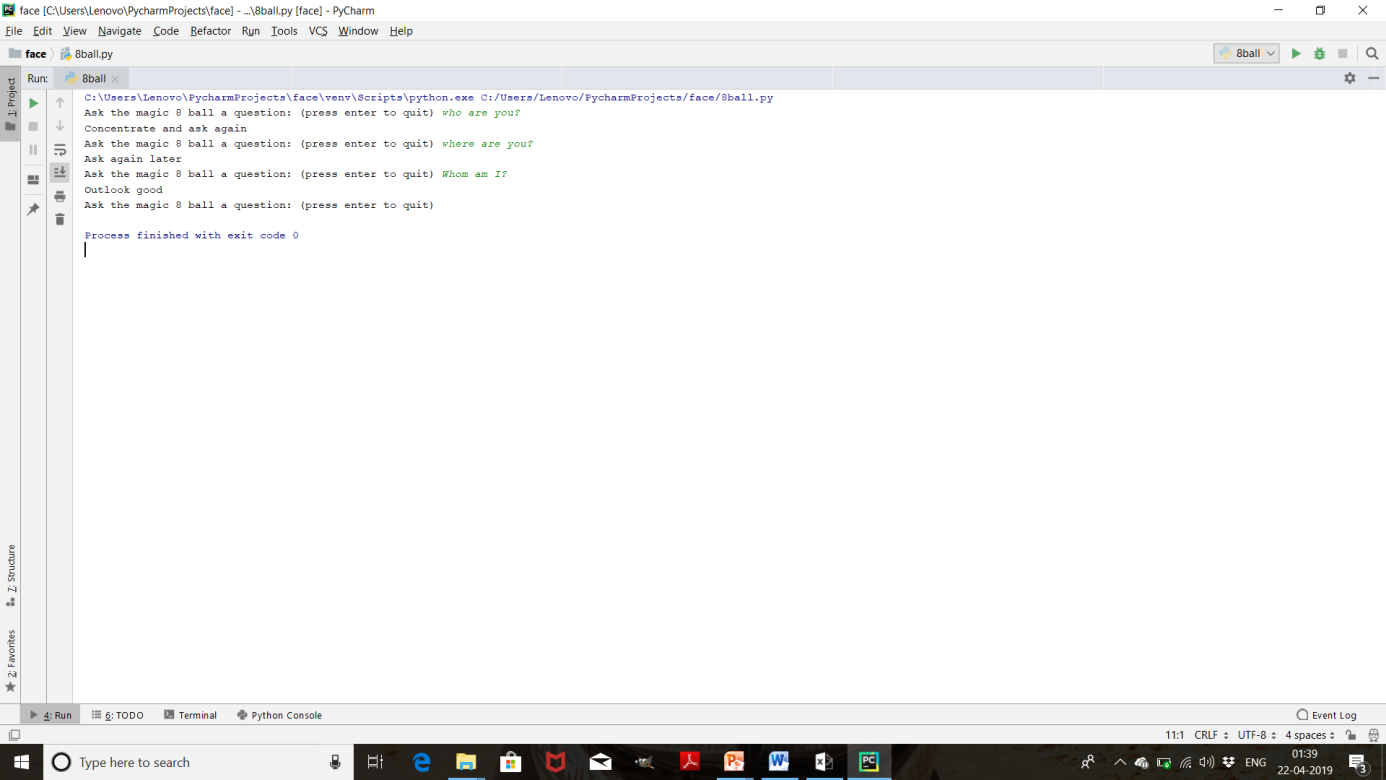 face [C:\Users\Lenovo\PycharmProjects\face] - ...\8ball.py [face] - PyCharm
File Edit View Navigate Code Refactor Run Tools VCS Window Help
face 8ball.py 8ball
Run: 8ball
1: Project
C:\Users\Lenovo\PycharmProjects\face\venv\Scripts\python.exe C:/Users/Lenovo/PycharmProjects/face/8ball.py
Ask the magic 8 ball a question: (press enter to quit) who are you?
Concentrate and ask again
Ask the magic 8 ball a question: (press enter to quit) where are you?
Ask again later
Ask the magic 8 ball a question: (press enter to quit) Whom am I?
Outlook good
Ask the magic 8 ball a question: (press enter to quit)
Process finished with exit code 0
7: Structure
2: Favorites
4: Run 6: TODO Terminal Python Console Event Log
11:1 CRLF UTF-8 4 spaces
Type here to search
ENG
01:39
22-04-2019
3